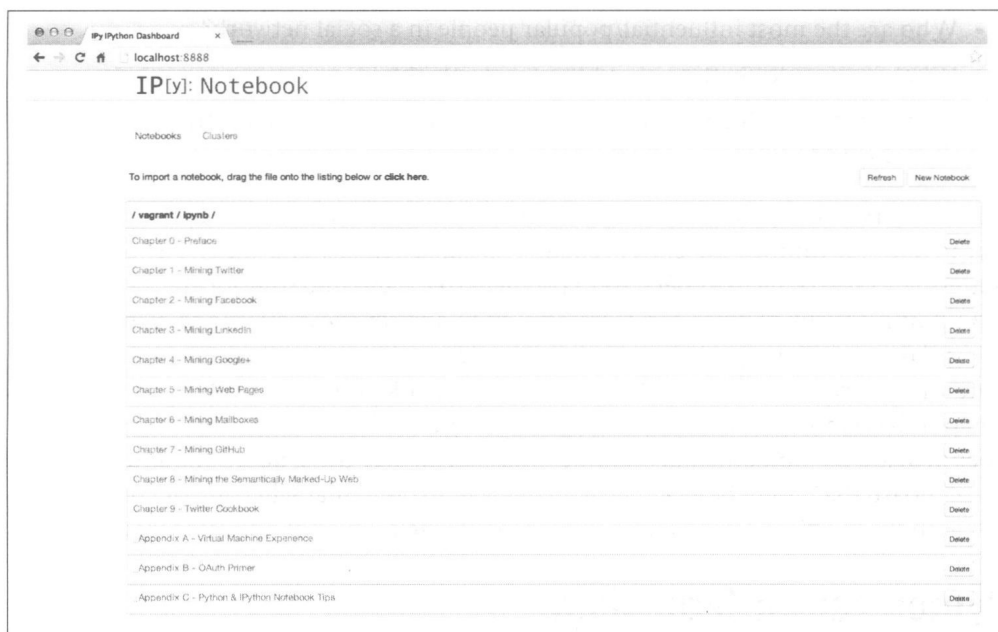 IPy IPython Dashboard ×
localhost:8888
IP[y]: Notebook
Notebooks Clusters
To import a notebook, drag the file onto the listing below or click here. Refresh New Notebook
/ vagrant / ipynb /
Chapter 0 - Preface Delete
Chapter 1 - Mining Twitter Delete
Chapter 2 - Mining Facebook Delete
Chapter 3 - Mining LinkedIn Delete
Chapter 4 - Mining Google+ Delete
Chapter 5 - Mining Web Pages Delete
Chapter 6 - Mining Mailboxes Delete
Chapter 7 - Mining GitHub Delete
Chapter 8 - Mining the Semantically Marked-Up Web Delete
Chapter 9 - Twitter Cookbook Delete
Appendix A - Virtual Machine Experience Delete
Appendix B - OAuth Primer Delete
Appendix C - Python & IPython Notebook Tips Delete